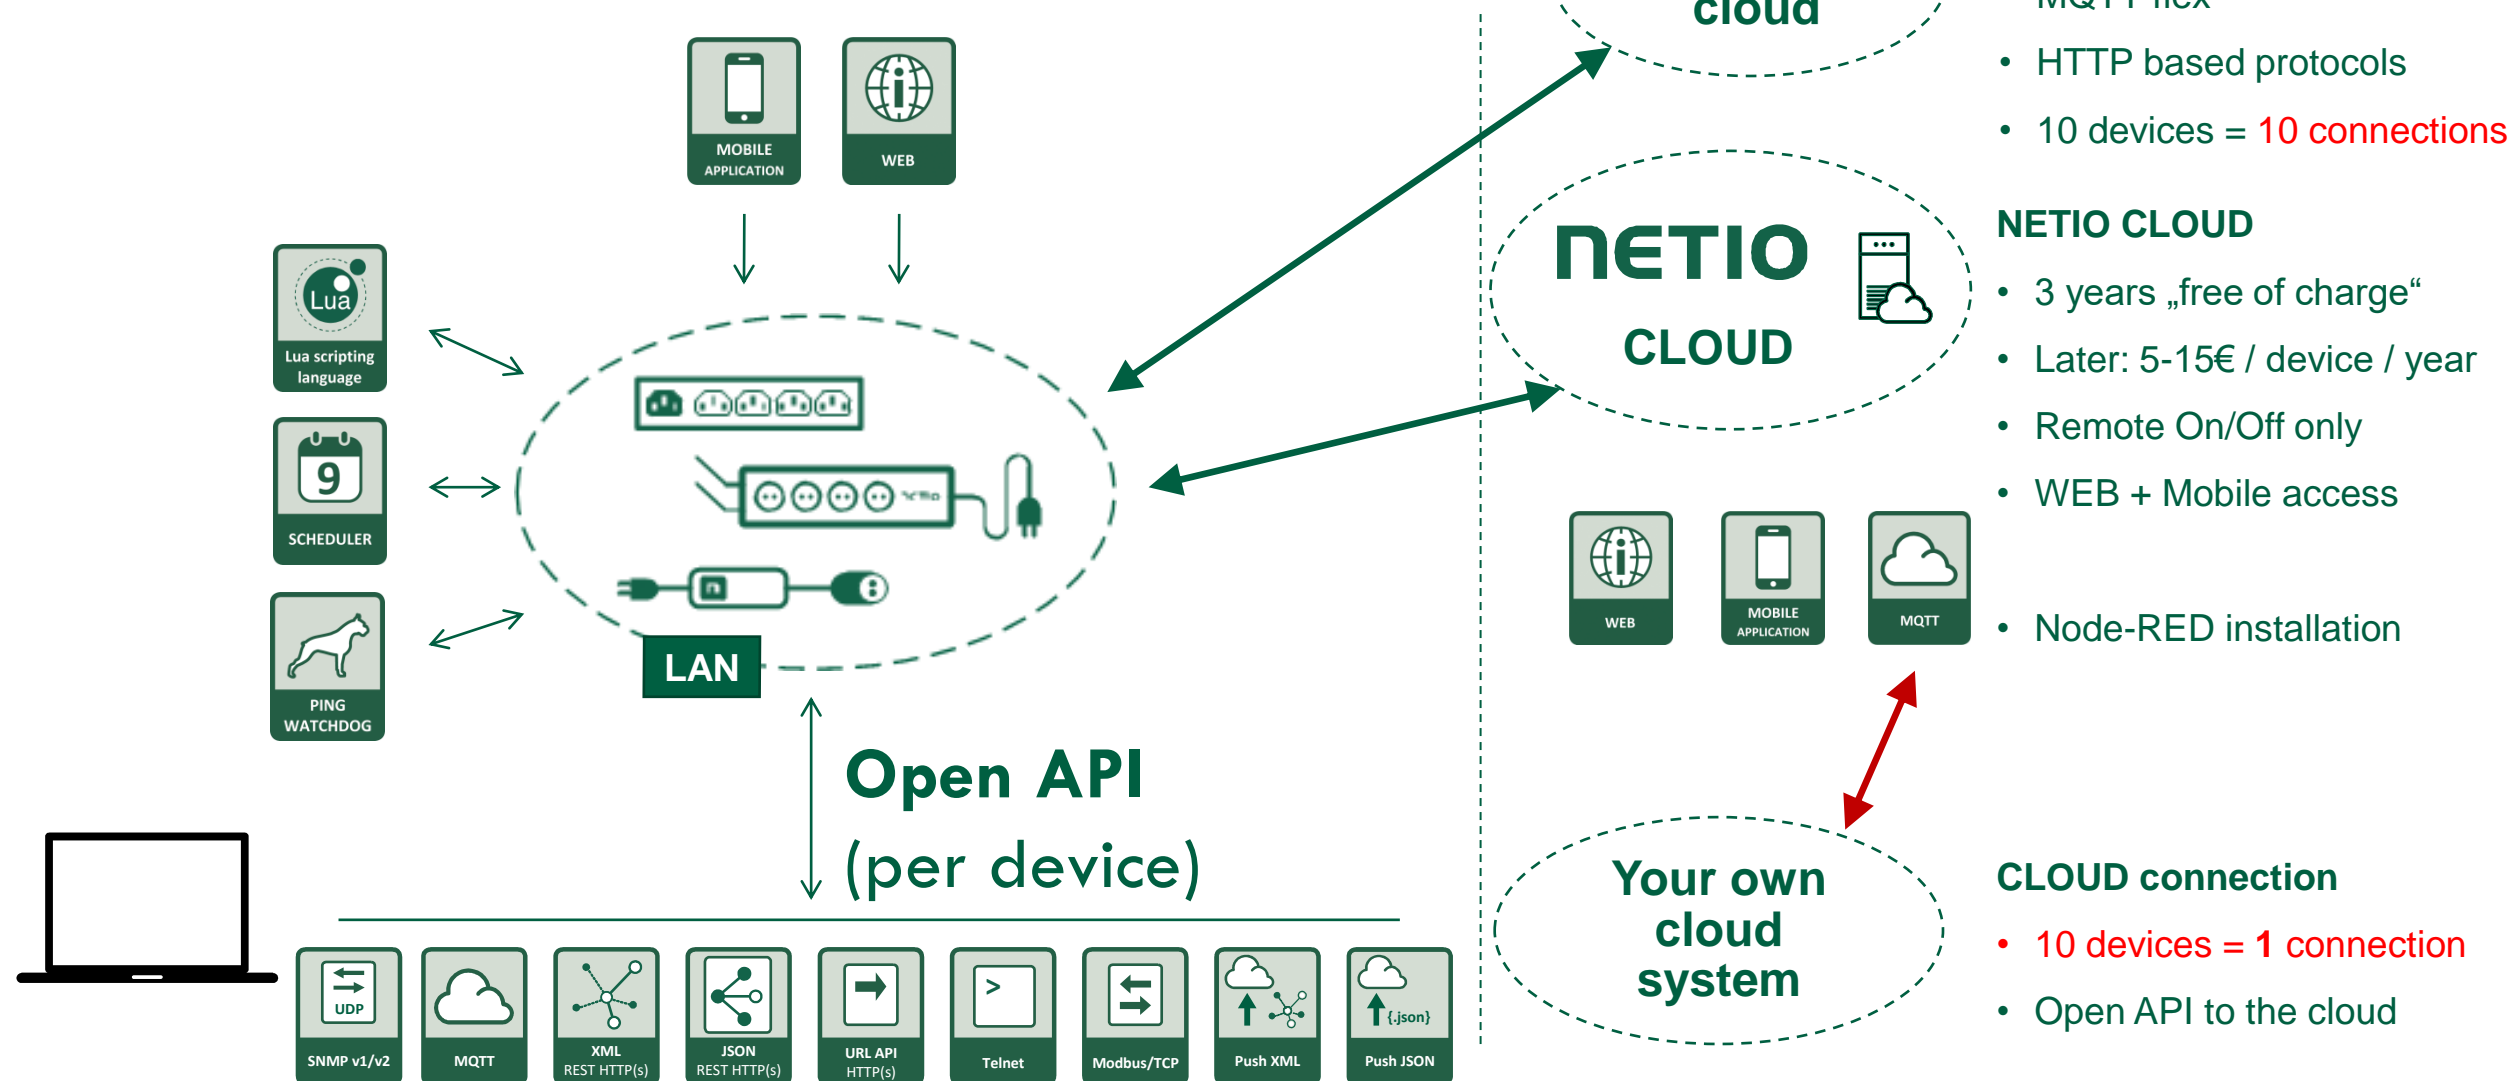 cloud
MQTT flex
• HTTP based protocols
• 10 devices = 10 connections
MOBILE
APPLICATION
WEB
NETIO
CLOUD
NETIO CLOUD
• 3 years „free of charge“
• Later: 5-15€ / device / year
• Remote On/Off only
• WEB + Mobile access
• Node-RED installation
Lua
Lua scripting
language
9
SCHEDULER
PING
WATCHDOG
LAN
WEB
MOBILE
APPLICATION
MQTT
Open API
(per device)
Your own
cloud
system
CLOUD connection
• 10 devices = 1 connection
• Open API to the cloud
UDP
SNMP v1/v2
MQTT
XML
REST HTTP(s)
JSON
REST HTTP(s)
URL API
HTTP(s)
>
Telnet
Modbus/TCP
Push XML
{.json}
Push JSON